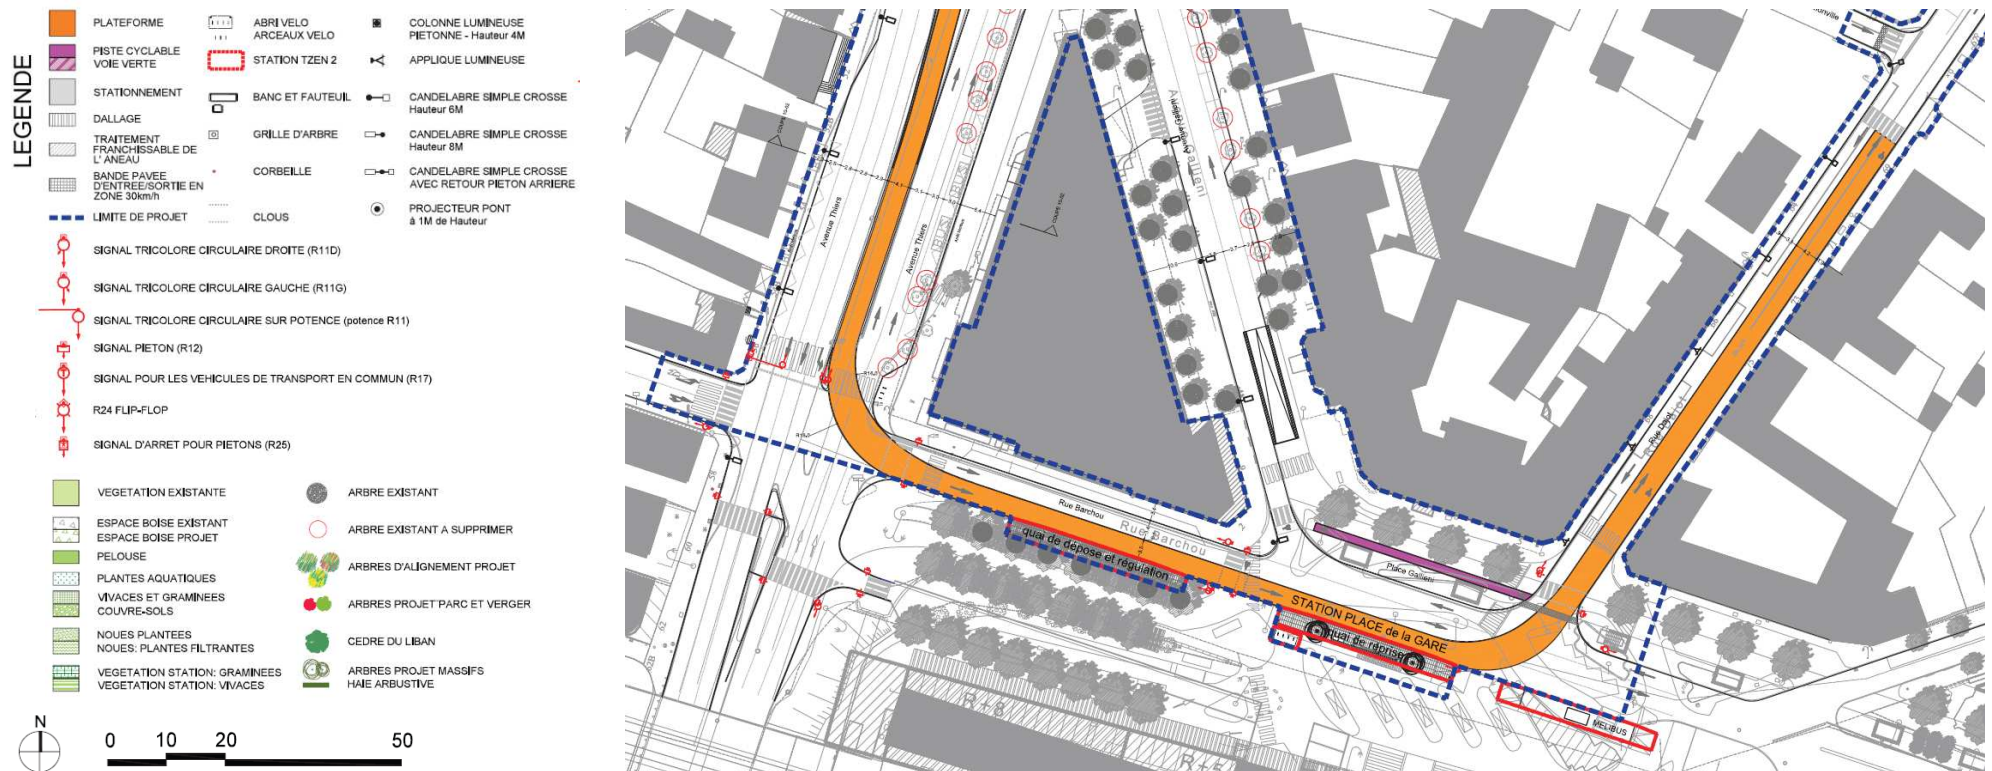 LEGENDE
PLATEFORME
PISTE CYCLABLE
VOIE VERTE
STATIONNEMENT
DALLAGE
TRAITEMENT
FRANCHISSABLE DE
L' ANEAU
BANDE PAVEE
D'ENTREE/SORTIE EN
ZONE 30km/h
LIMITE DE PROJET
ABRI VELO
ARCEAUX VELO
STATION TZEN 2
BANC ET FAUTEUIL
GRILLE D'ARBRE
CORBEILLE
CLOUS
COLONNE LUMINEUSE
PIETONNE - Hauteur 4M
APPLIQUE LUMINEUSE
CANDELABRE SIMPLE CROSSE
Hauteur 6M
CANDELABRE SIMPLE CROSSE
Hauteur 8M
CANDELABRE SIMPLE CROSSE
AVEC RETOUR PIETON ARRIERE
PROJECTEUR PONT
à 1M de Hauteur
SIGNAL TRICOLORE CIRCULAIRE DROITE (R11D)
SIGNAL TRICOLORE CIRCULAIRE GAUCHE (R11G)
SIGNAL TRICOLORE CIRCULAIRE SUR POTENCE (potence R11)
SIGNAL PIETON (R12)
SIGNAL POUR LES VEHICULES DE TRANSPORT EN COMMUN (R17)
R24 FLIP-FLOP
SIGNAL D'ARRET POUR PIETONS (R25)
VEGETATION EXISTANTE
ESPACE BOISE EXISTANT
ESPACE BOISE PROJET
PELOUSE
PLANTES AQUATIQUES
VIVACES ET GRAMINEES
COUVRE-SOLS
NOUES PLANTEES
NOUES: PLANTES FILTRANTES
VEGETATION STATION: GRAMINEES
VEGETATION STATION: VIVACES
ARBRE EXISTANT
ARBRE EXISTANT A SUPPRIMER
ARBRES D'ALIGNEMENT PROJET
ARBRES PROJET PARC ET VERGER
CEDRE DU LIBAN
ARBRES PROJET MASSIFS
HAIE ARBUSTIVE
N
0 10 20 50
Avenue Thiers
Avenue Thiers
BUS
BUS
Rue Barchou
Rue Barchou
quai de dépose et régulation
STATION PLACE de la GARE
quai de reprise
Place Gallieni
Rue Dajot
MELIBUS
R+8
R+5